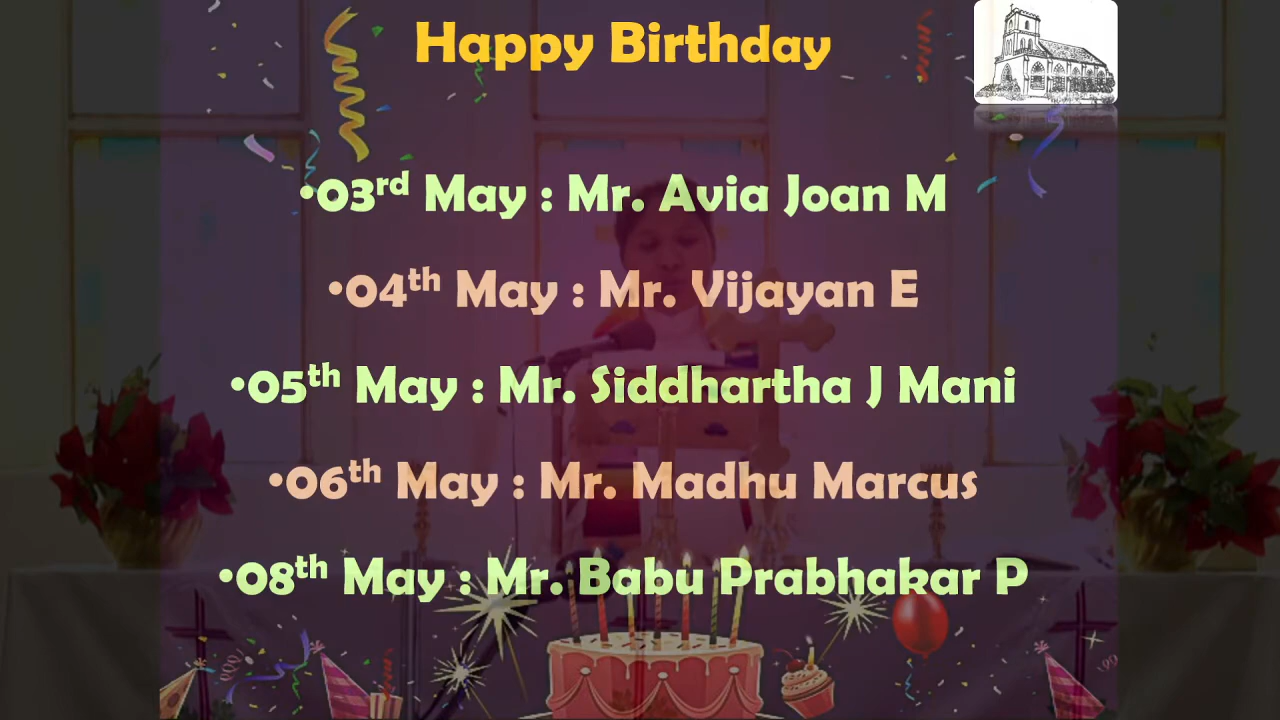 Happy Birthday
•03rd May : Mr. Avia Joan M
•04th May : Mr. Vijayan E
•05th May : Mr. Siddhartha J Mani
•06th May : Mr. Madhu Marcus
•08th May : Mr. Babu Prabhakar P